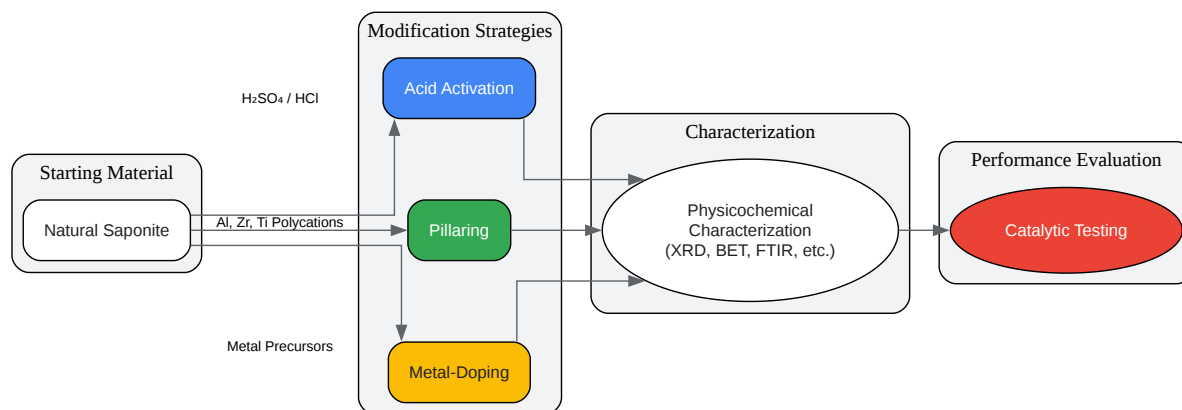 Modification Strategies
Acid Activation
H₂SO₄ / HCl
Characterization
Starting Material
Performance Evaluation
Natural Saponite
Al, Zr, Ti Polycations
Pillaring
Physicochemical
Characterization
(XRD, BET, FTIR, etc.)
Catalytic Testing
Metal Precursors
Metal-Doping